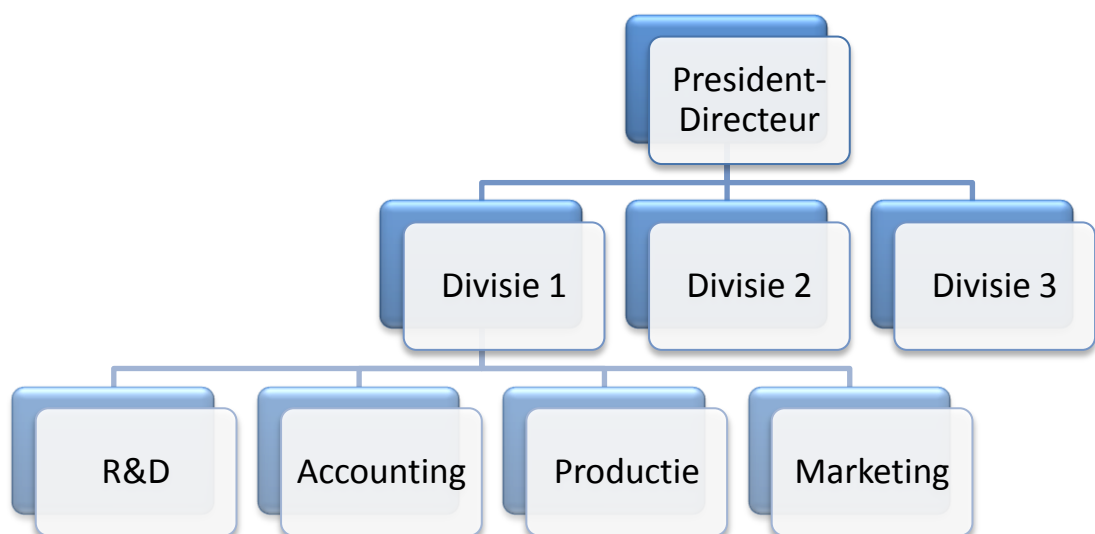 President-
Directeur
Divisie 1
Divisie 2
Divisie 3
R&D
Accounting
Productie
Marketing